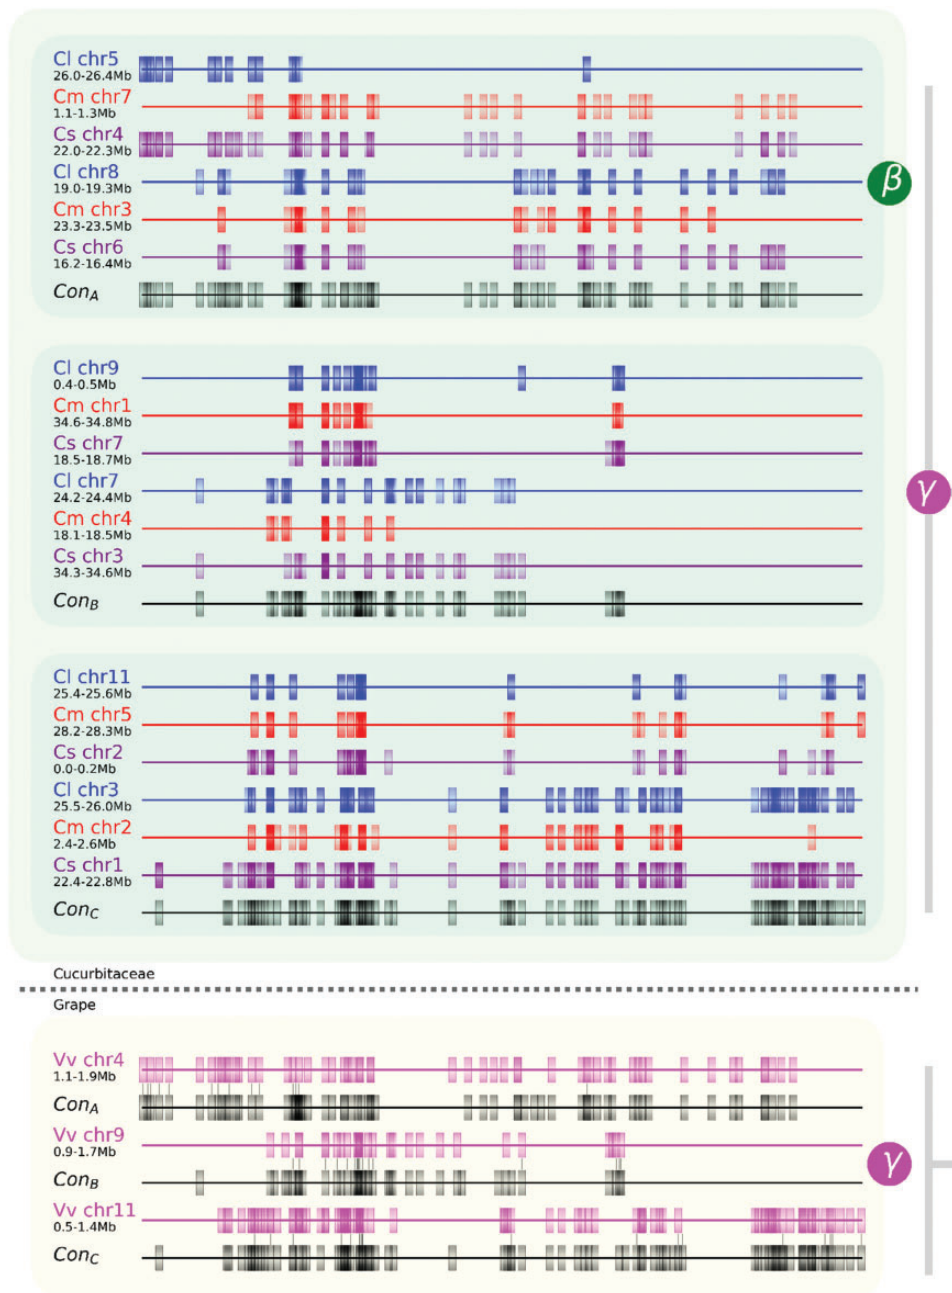 Cl chr5
26.0-26.4Mb
Cm chr7
1.1-1.3Mb
Cs chr4
22.0-22.3Mb
Cl chr8
19.0-19.3Mb
β
Cm chr3
23.3-23.5Mb
Cs chr6
16.2-16.4Mb
ConA
Cl chr9
0.4-0.5Mb
Cm chr1
34.6-34.8Mb
Cs chr7
18.5-18.7Mb
Cl chr7
24.2-24.4Mb
γ
Cm chr4
18.1-18.5Mb
Cs chr3
34.3-34.6Mb
ConB
Cl chr11
25.4-25.6Mb
Cm chr5
28.2-28.3Mb
Cs chr2
0.0-0.2Mb
Cl chr3
25.5-26.0Mb
Cm chr2
2.4-2.6Mb
Cs chr1
22.4-22.8Mb
ConC
Cucurbitaceae
Grape
Vv chr4
1.1-1.9Mb
ConA
Vv chr9
0.9-1.7Mb
γ
ConB
Vv chr11
0.5-1.4Mb
ConC